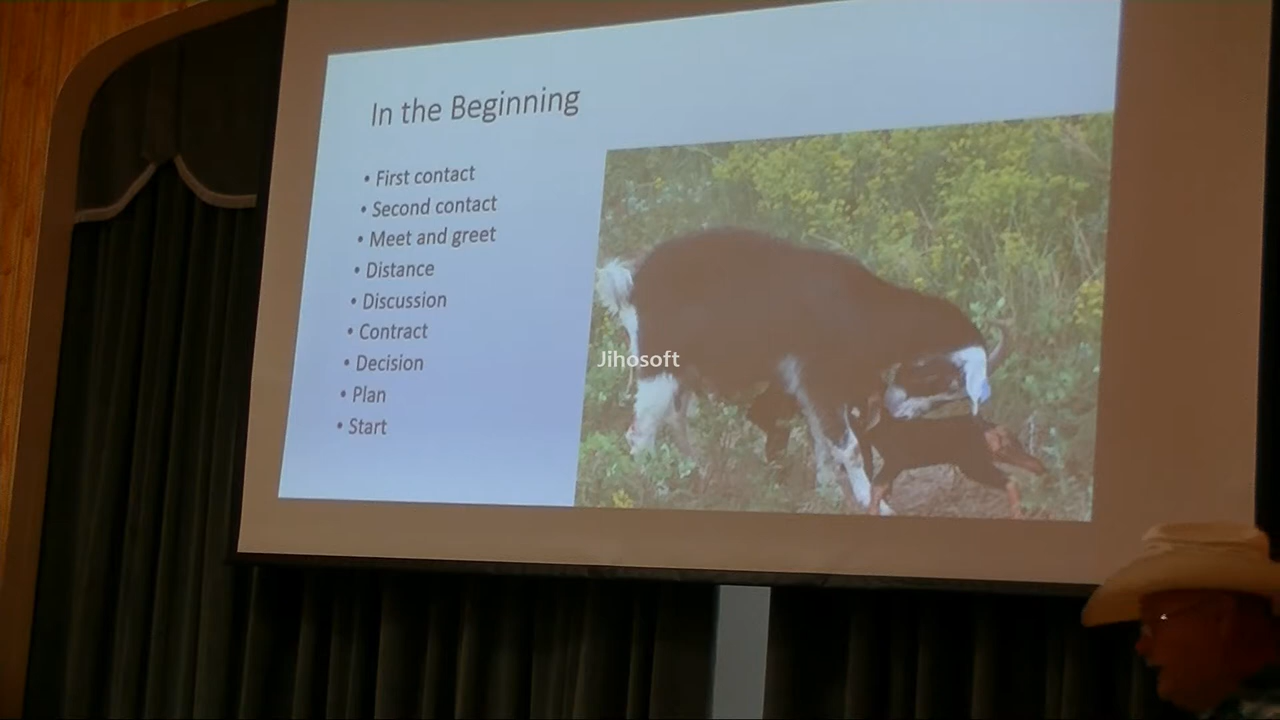 In the Beginning
• First contact
• Second contact
• Meet and greet
• Distance
• Discussion
• Contract
• Decision
• Plan
• Start
Jihosoft